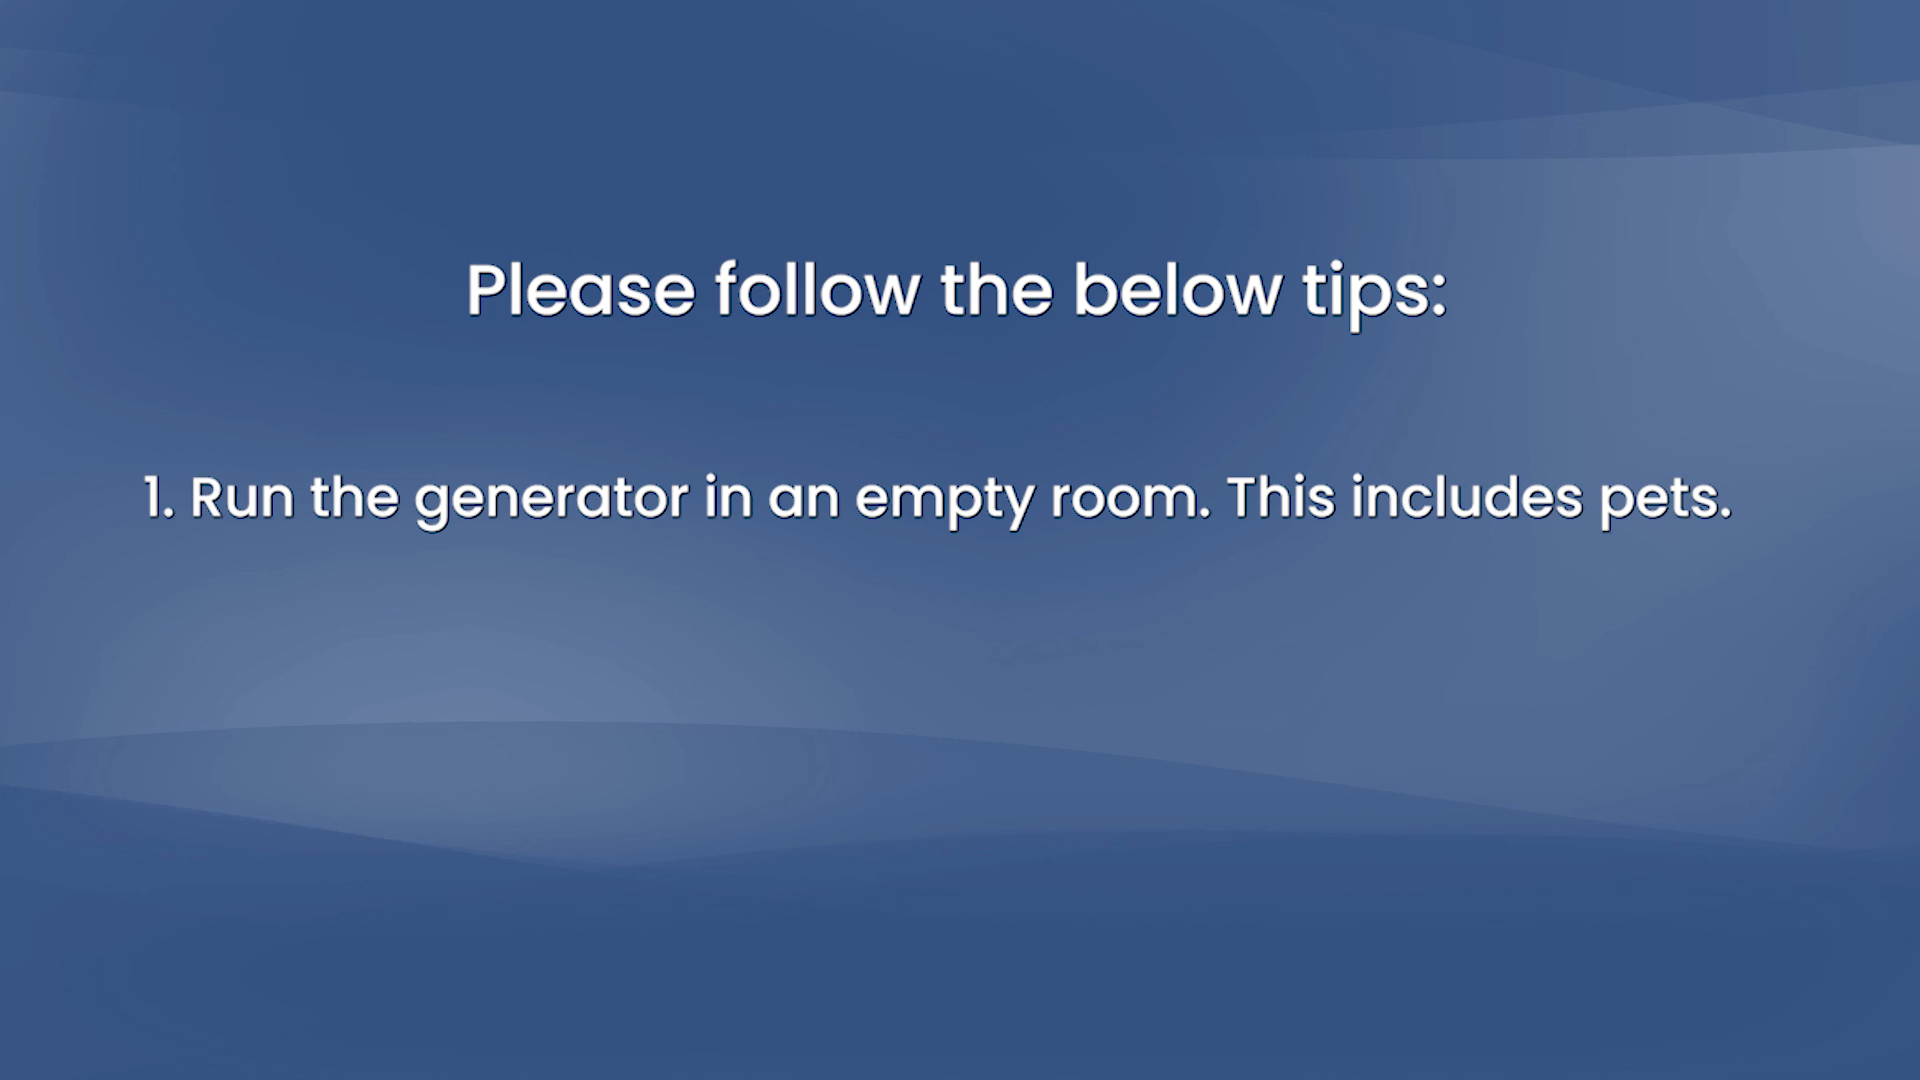 Please follow the below tips:
1. Run the generator in an empty room. This includes pets.